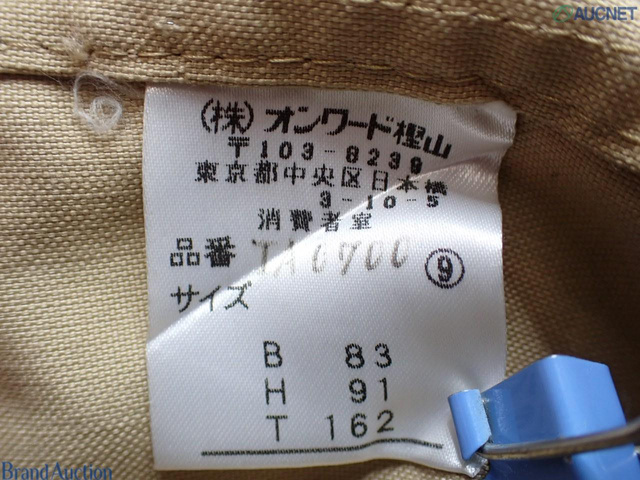 AUCNET
(株)オンワード樫山
〒103-8239
東京都中央区日本橋
3-10-5
消費者室
品番 JA0700 ⑨
サイズ
B 83
H 91
T 162
Brand Auction